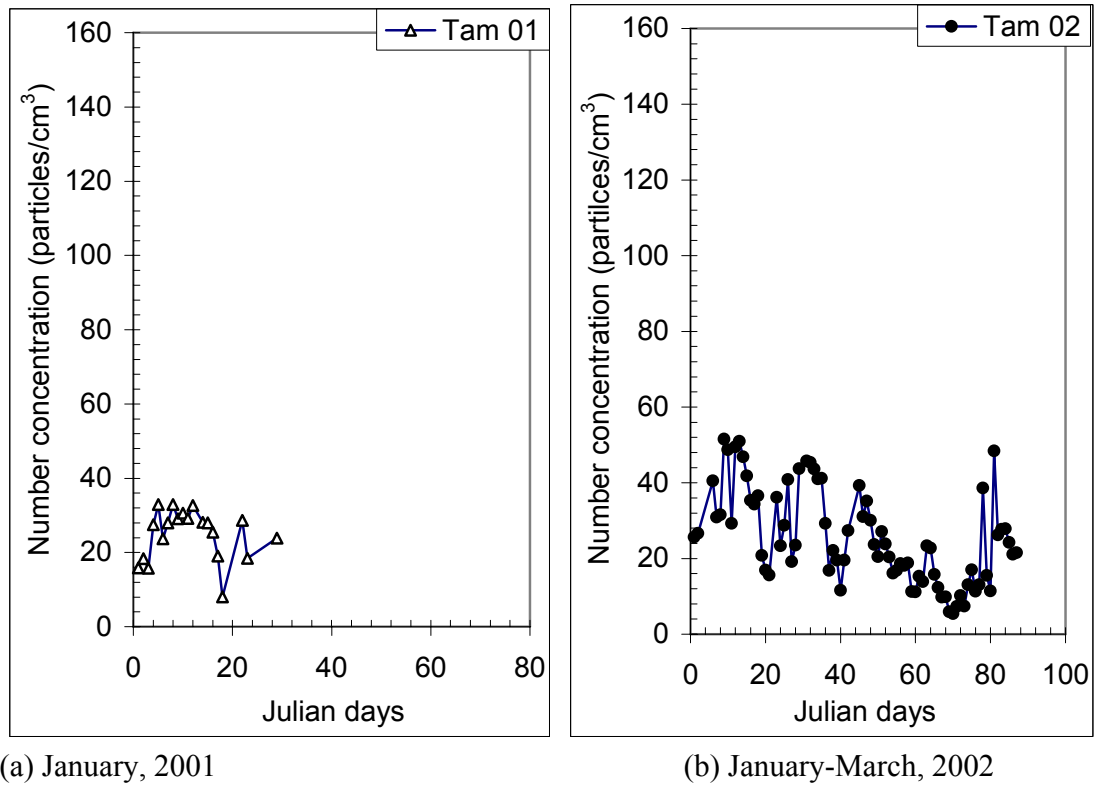 Tam 01
Number concentration (particles/cm³)
160
140
120
100
80
60
40
20
0
0 20 40 60 80
Julian days
(a) January, 2001
Tam 02
Number concentration (partilces/cm³)
160
140
120
100
80
60
40
20
0
0 20 40 60 80 100
Julian days
(b) January-March, 2002